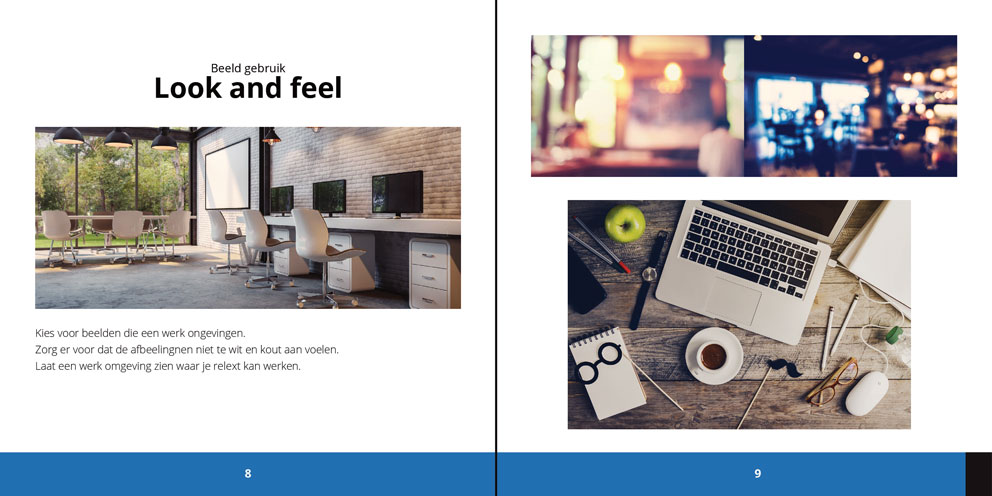 Beeld gebruik
Look and feel
Kies voor beelden die een werk ongevingen.
Zorg er voor dat de afbeelingnen niet te wit en kout aan voelen.
Laat een werk omgeving zien waar je relext kan werken.
8
9